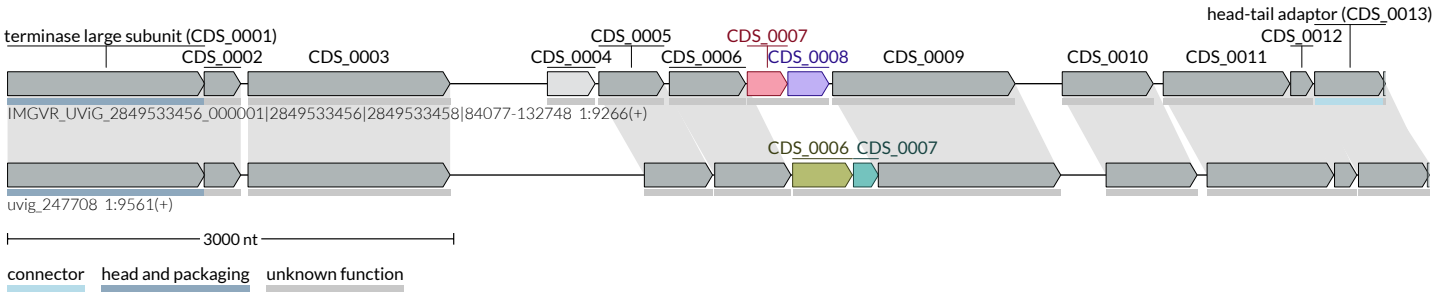 head-tail adaptor (CDS_0013)
terminase large subunit (CDS_0001) CDS_0005 CDS_0007 CDS_0012
CDS_0002 CDS_0003 CDS_0004 CDS_0006 CDS_0008 CDS_0009 CDS_0010 CDS_0011
IMGVR_UViG_2849533456_000001|2849533456|2849533458|84077-132748 1:9266(+)
CDS_0006 CDS_0007
uvig_247708 1:9561(+)
3000 nt
connector head and packaging unknown function